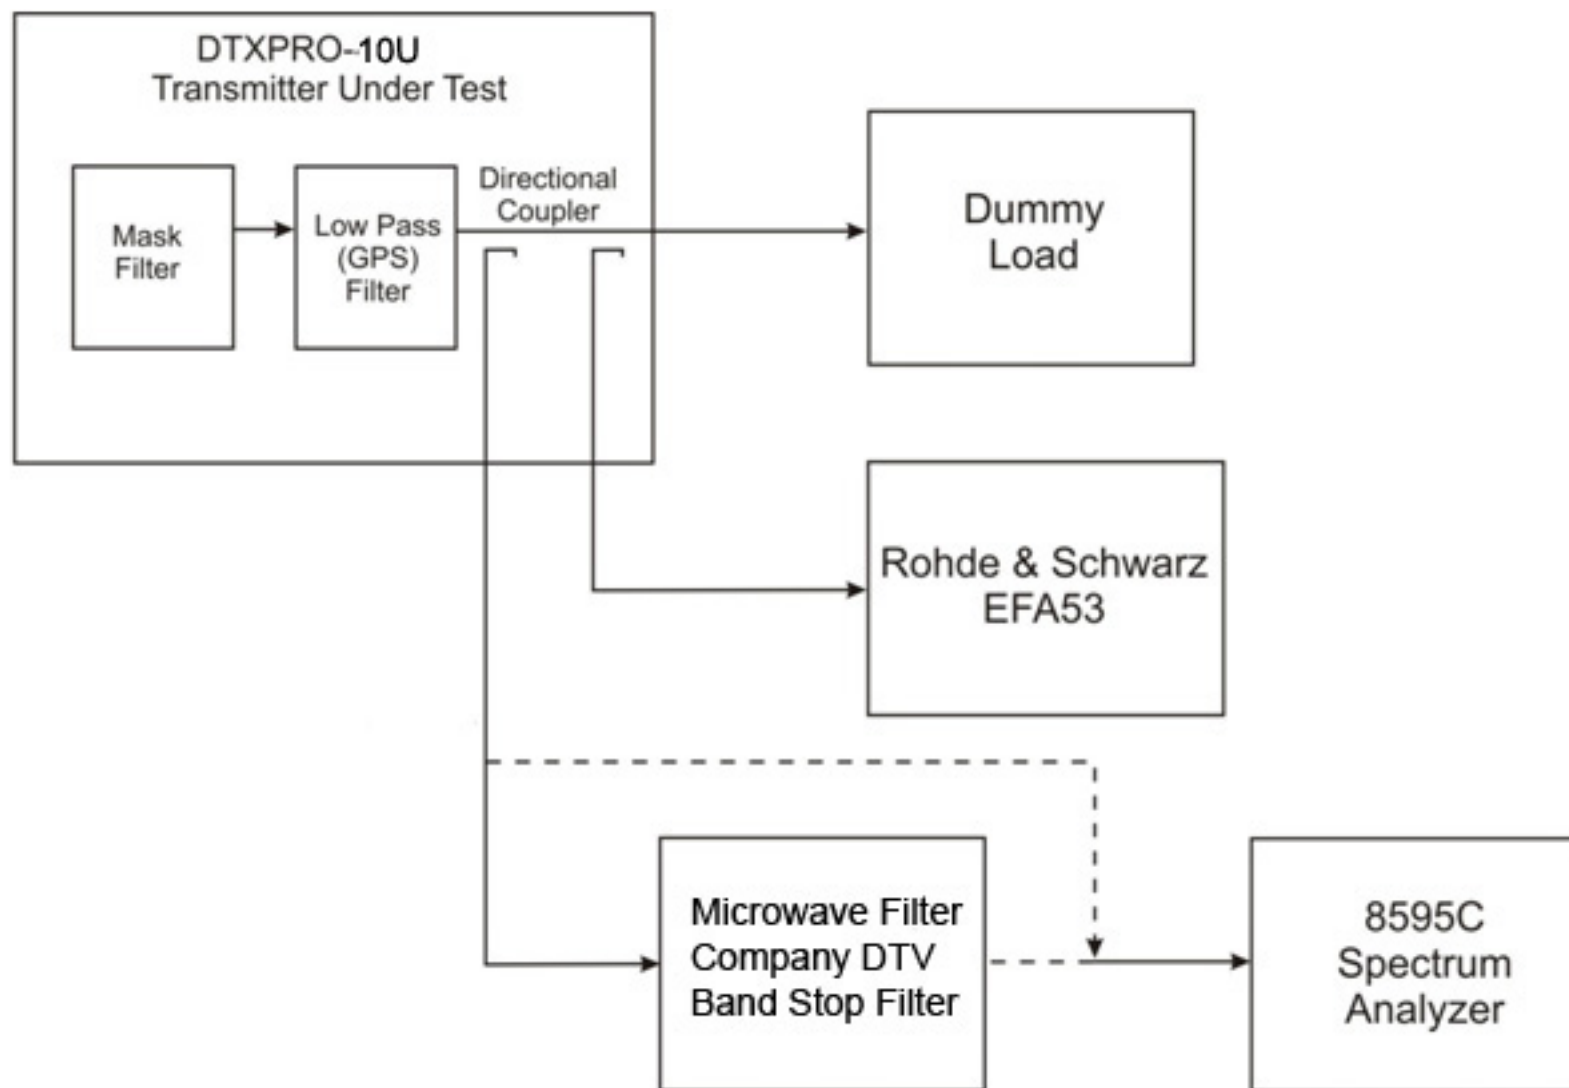 DTXPRO-10U
Transmitter Under Test
Mask
Filter
Low Pass
(GPS)
Filter
Directional
Coupler
Dummy
Load
Rohde & Schwarz
EFA53
Microwave Filter
Company DTV
Band Stop Filter
8595C
Spectrum
Analyzer